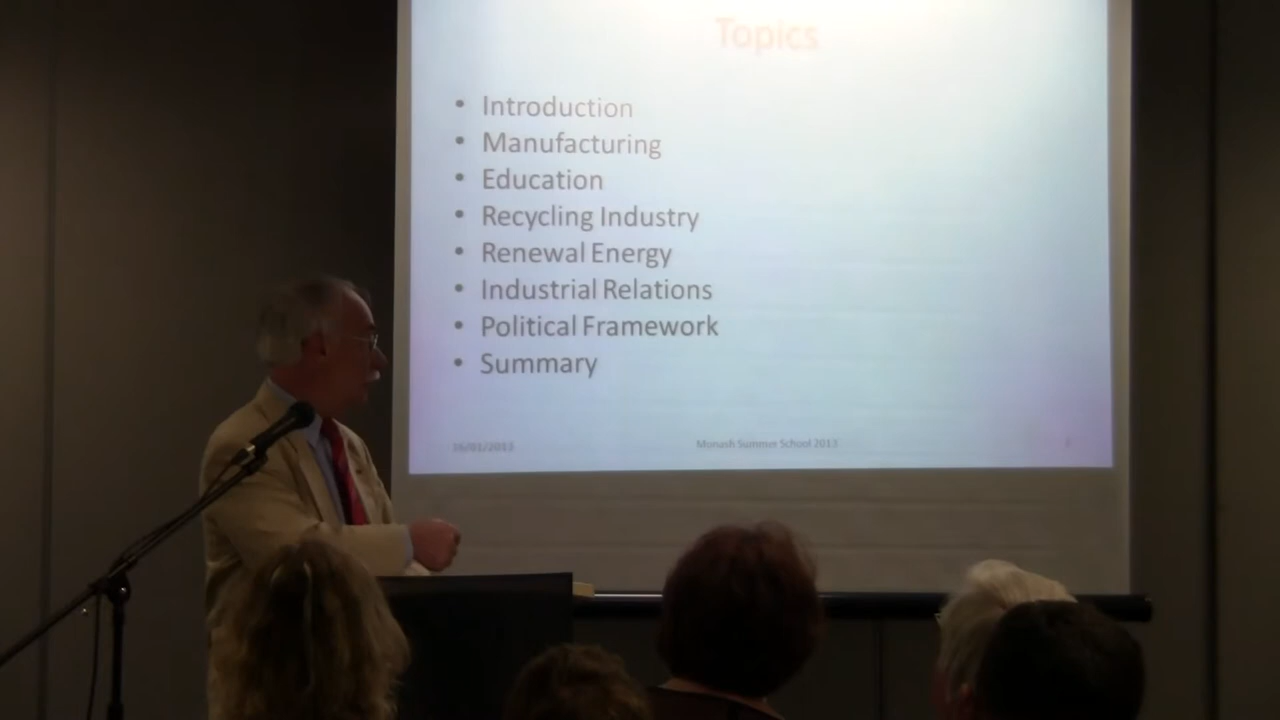 Topics
• Introduction
• Manufacturing
• Education
• Recycling Industry
• Renewal Energy
• Industrial Relations
• Political Framework
• Summary
Monash Summer School 2013